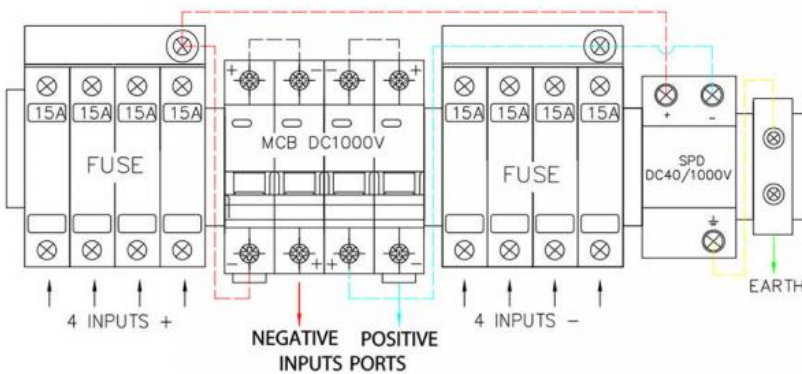 15A 15A 15A 15A
FUSE
4 INPUTS +
+ − − +
MCB DC1000V
− + + −
NEGATIVE POSITIVE
INPUTS PORTS
15A 15A 15A 15A
FUSE
4 INPUTS −
+ −
SPD
DC40/1000V
EARTH